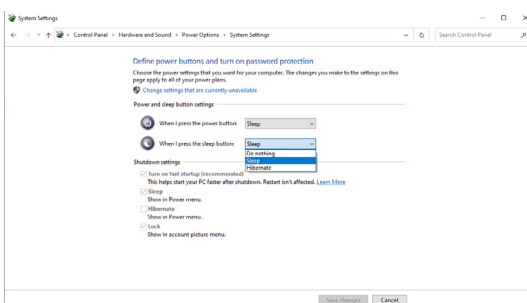 System Settings
Control Panel > Hardware and Sound > Power Options > System Settings
Search Control Panel
Define power buttons and turn on password protection
Choose the power settings that you want for your computer. The changes you make to the settings on this
page apply to all of your power plans.
Change settings that are currently unavailable
Power and sleep button settings
When I press the power button: Sleep
When I press the sleep button: Sleep
Do nothing
Sleep
Hibernate
Shutdown settings
Turn on fast startup (recommended)
This helps start your PC faster after shutdown. Restart isn't affected. Learn More
Sleep
Show in Power menu.
Hibernate
Show in Power menu.
Lock
Show in account picture menu.
Save changes Cancel